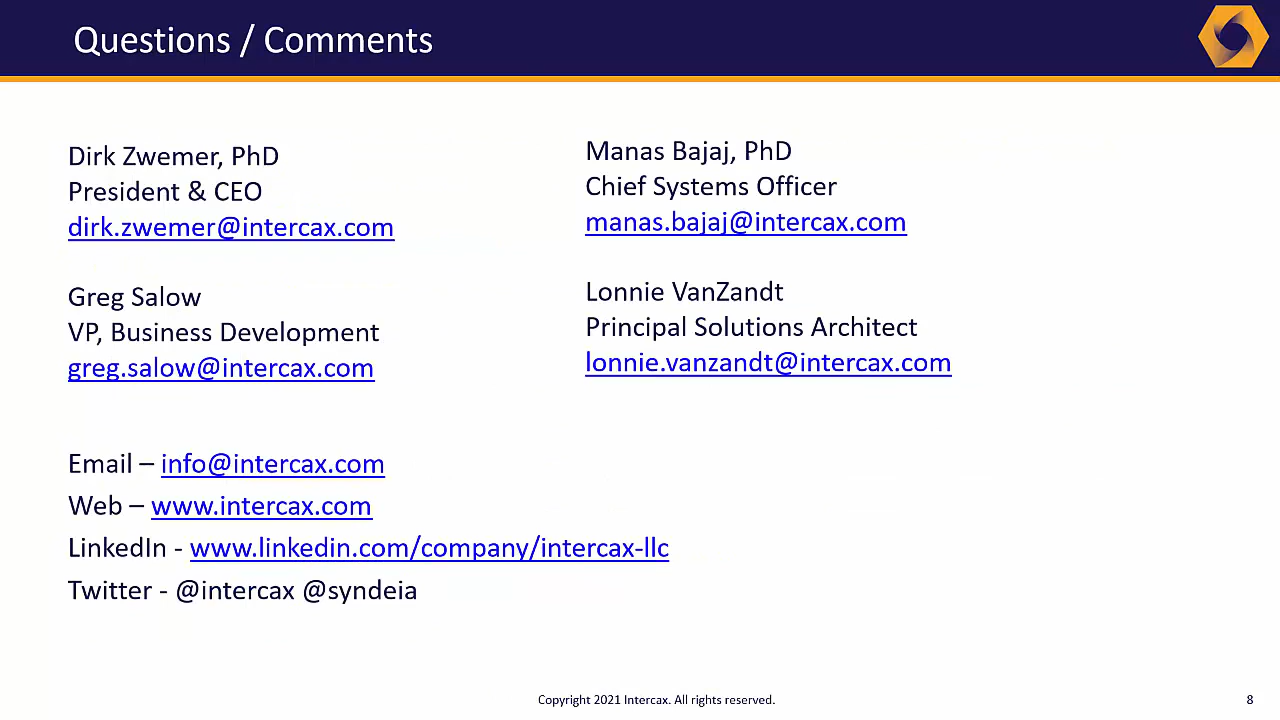 Questions / Comments
Dirk Zwemer, PhD
President & CEO
dirk.zwemer@intercax.com
Greg Salow
VP, Business Development
greg.salow@intercax.com
Manas Bajaj, PhD
Chief Systems Officer
manas.bajaj@intercax.com
Lonnie VanZandt
Principal Solutions Architect
lonnie.vanzandt@intercax.com
Email – info@intercax.com
Web – www.intercax.com
LinkedIn - www.linkedin.com/company/intercax-llc
Twitter - @intercax @syndeia
Copyright 2021 Intercax. All rights reserved.
8